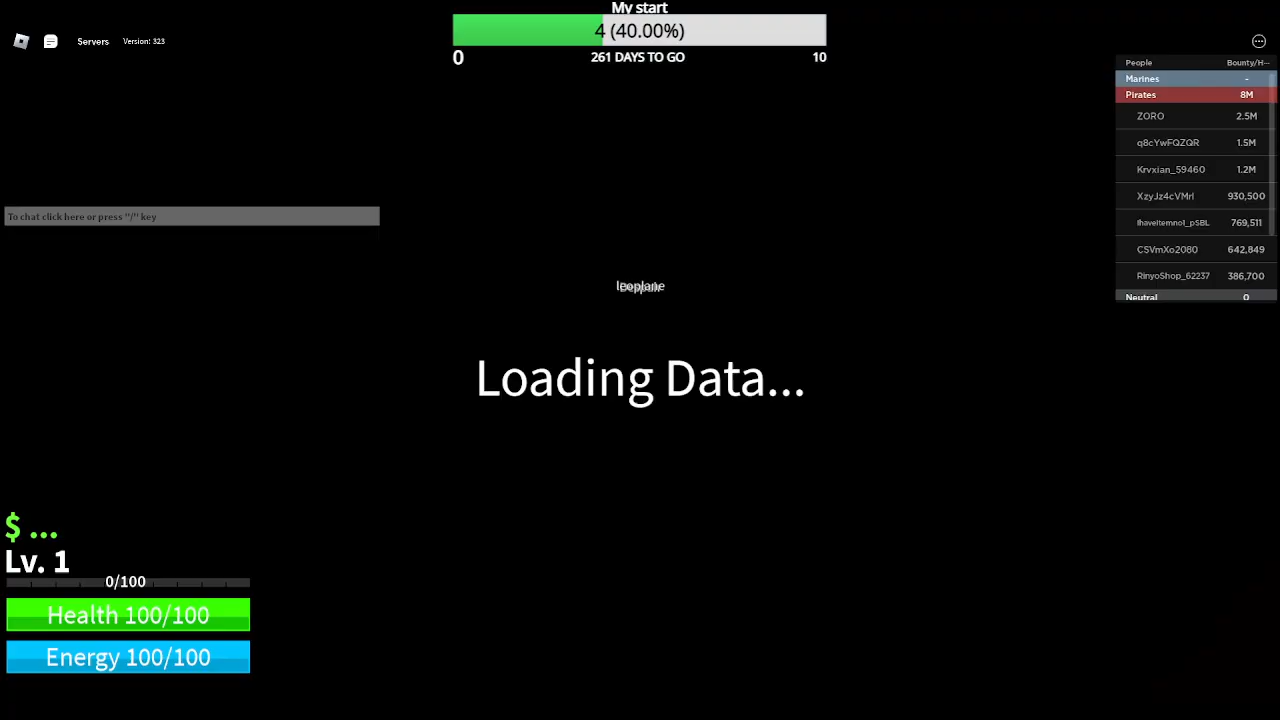 My start
4 (40.00%)
0 261 DAYS TO GO 10
Servers Version: 323
People Bounty/H···
Marines -
Pirates 8M
ZORO 2.5M
q8cYwFQZQR 1.5M
Krvxian_59460 1.2M
930,500
769,511
CSVmXo2080 642,849
RinyoShop_62237 386,700
Neutral 0
To chat click here or press "/" key
Loading Data...
$ ...
Lv. 1
0/100
Health 100/100
Energy 100/100